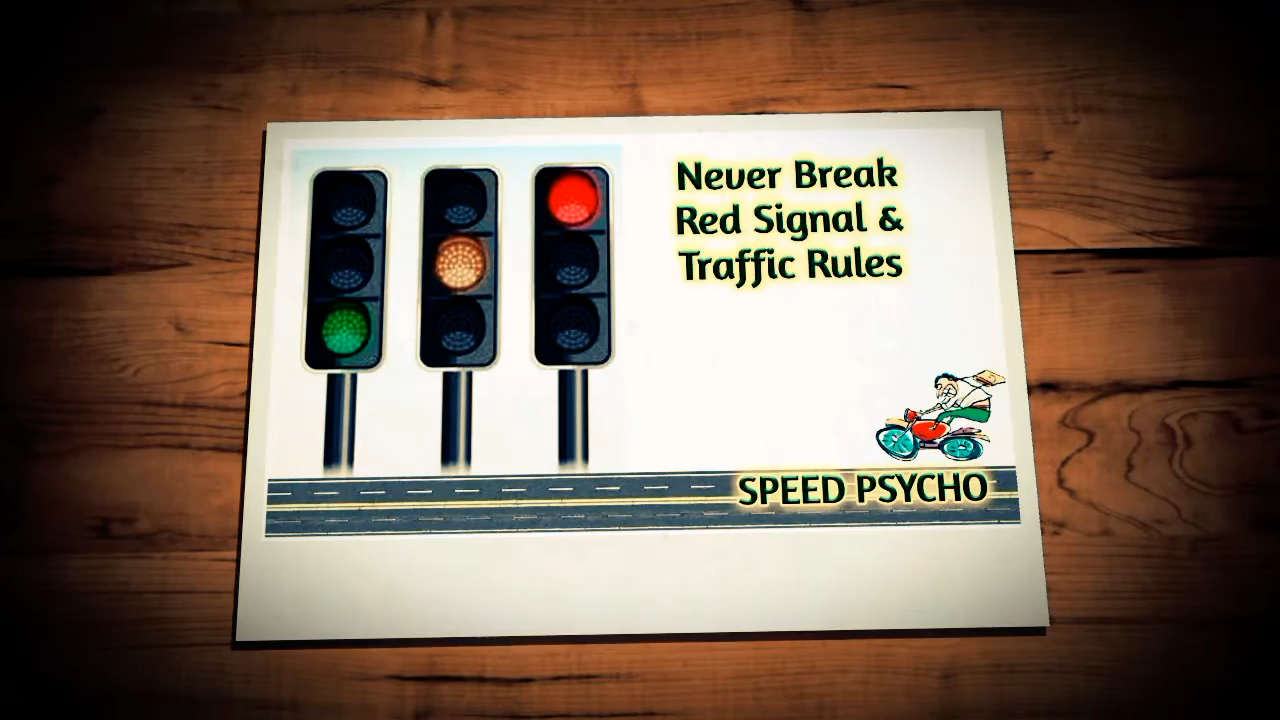 Never Break
Red Signal &
Traffic Rules
SPEED PSYCHO